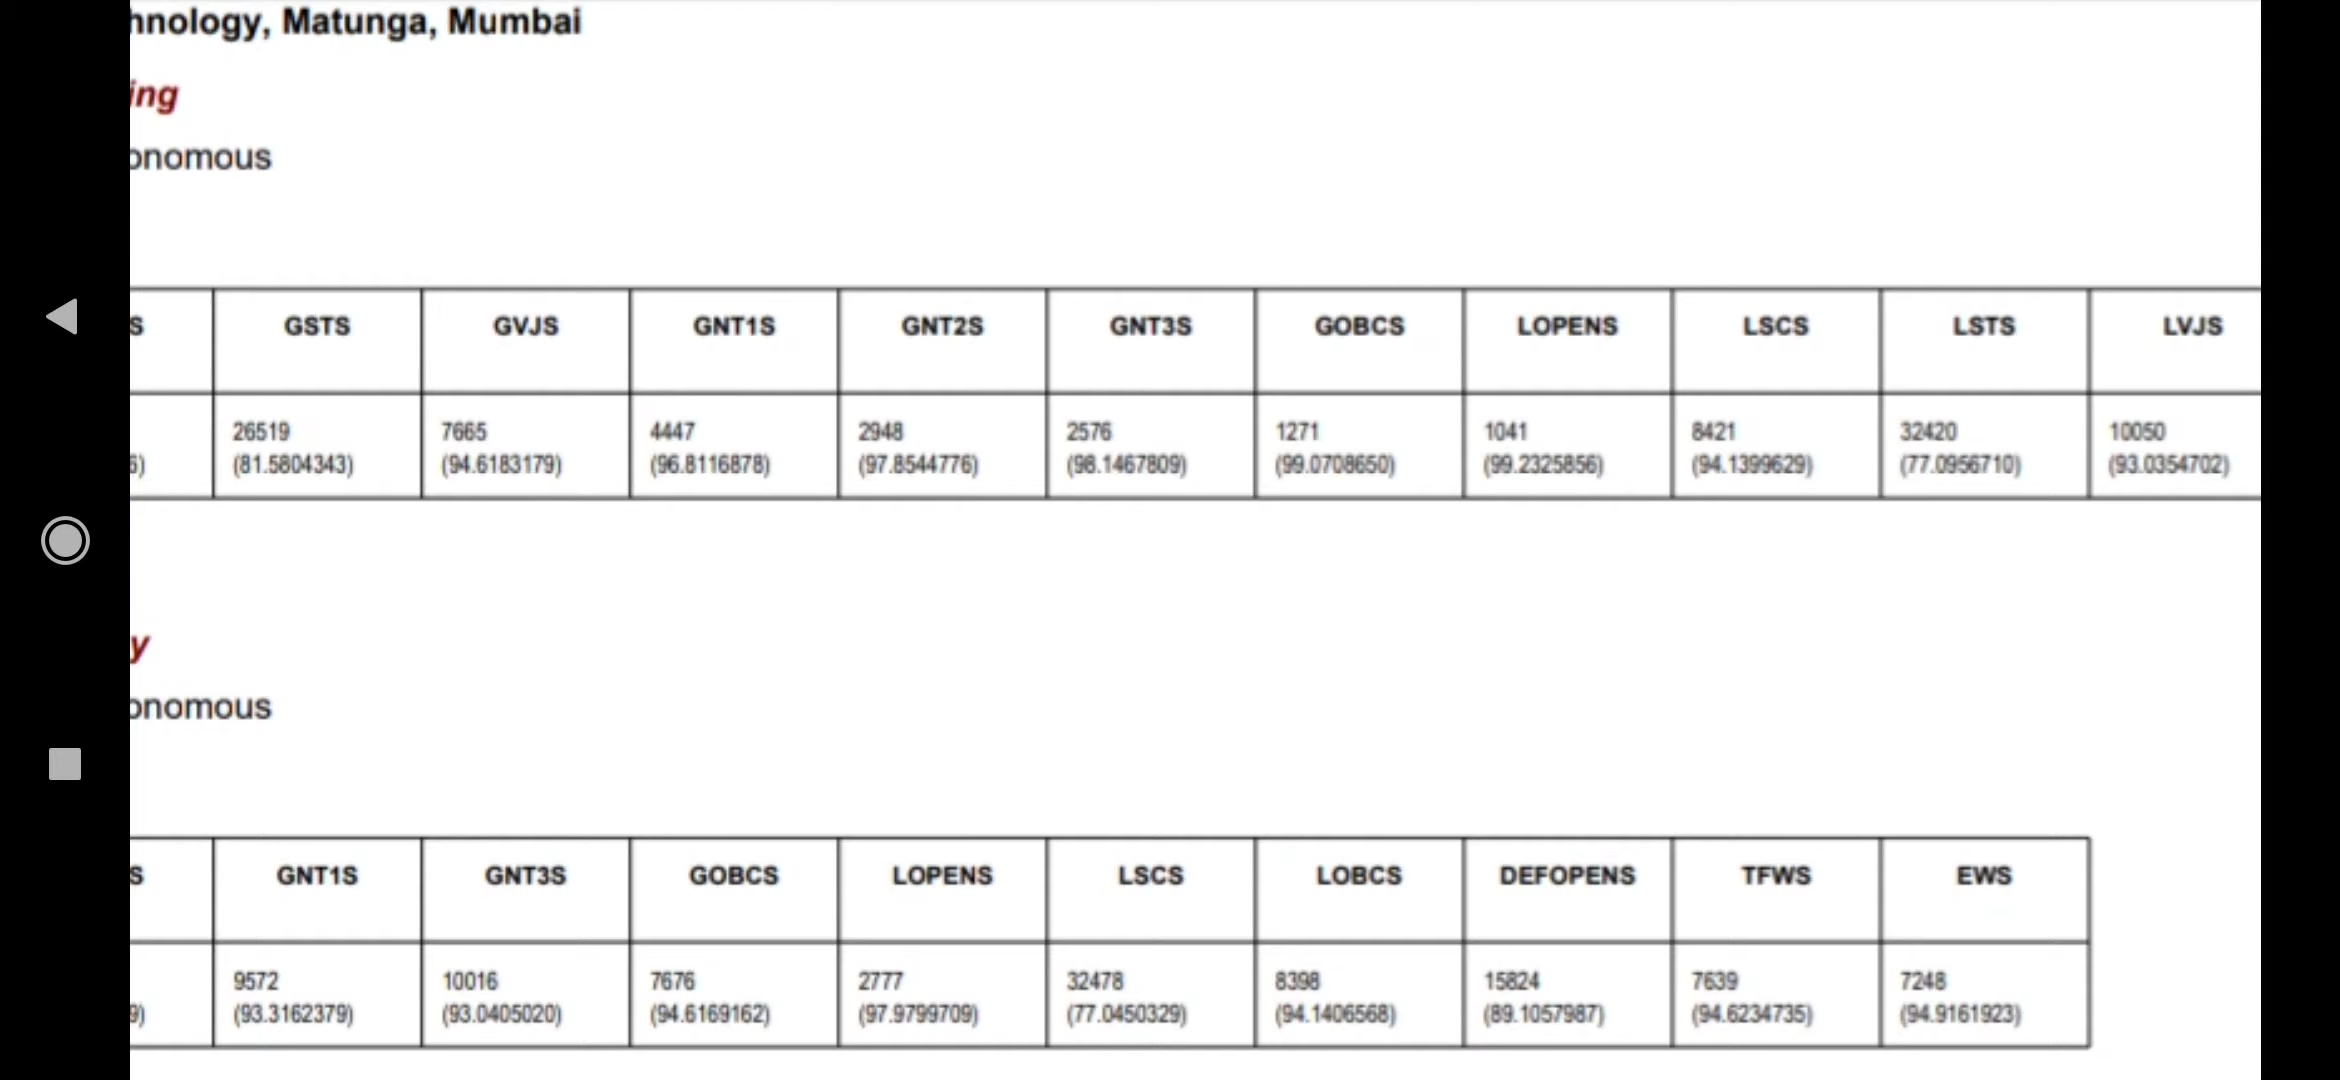 hnology, Matunga, Mumbai
ing
onomous
S GSTS GVJS GNT1S GNT2S GNT3S GOBCS LOPENS LSCS LSTS LVJS
26519 7665 4447 2948 2576 1271 1041 8421 32420 10050
6) (81.5804343) (94.6183179) (96.8116878) (97.8544776) (98.1467809) (99.0708650) (99.2325856) (94.1399629) (77.0956710) (93.0354702)
y
onomous
S GNT1S GNT3S GOBCS LOPENS LSCS LOBCS DEFOPENS TFWS EWS
9572 10016 7676 2777 32478 8398 15824 7639 7248
9) (93.3162379) (93.0405020) (94.6169162) (97.9799709) (77.0450329) (94.1406568) (89.1057987) (94.6234735) (94.9161923)